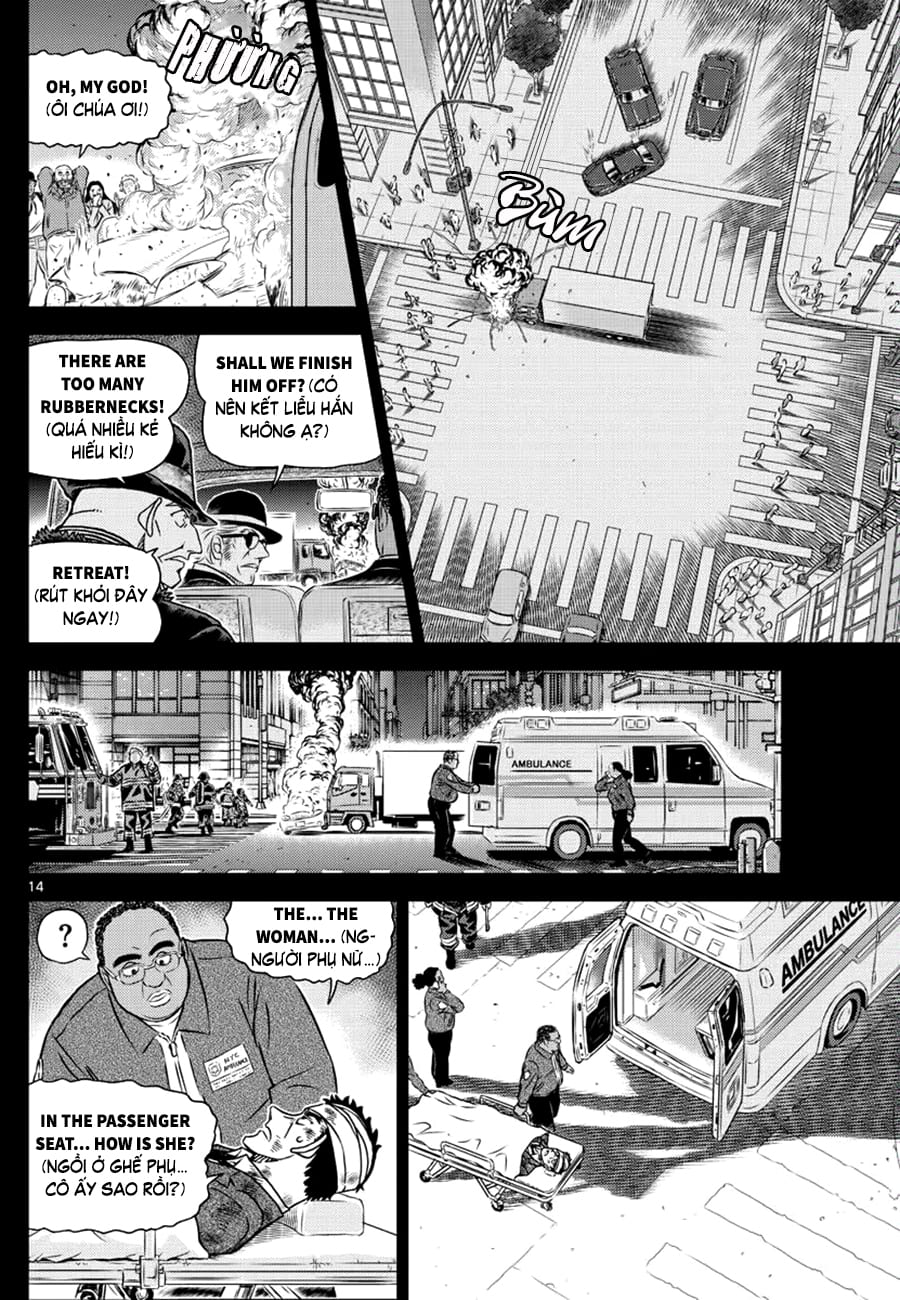 PHỪỪNG
OH, MY GOD!
(ÔI CHÚA ƠI!)
BÙM
THERE ARE
TOO MANY
RUBBERNECKS!
(QUÁ NHIỀU KẺ
HIẾU KÌ!)
SHALL WE FINISH
HIM OFF? (CÓ
NÊN KẾT LIỄU HẮN
KHÔNG Ạ?)
RETREAT!
(RÚT KHỎI ĐÂY
NGAY!)
AMBULANCE
14
?
THE... THE
WOMAN... (NG-
NGƯỜI PHỤ NỮ...)
N.Y.C.
AMBULANCE
IN THE PASSENGER
SEAT... HOW IS SHE?
(NGỒI Ở GHẾ PHỤ...
CÔ ẤY SAO RỒI?)
AMBULANCE